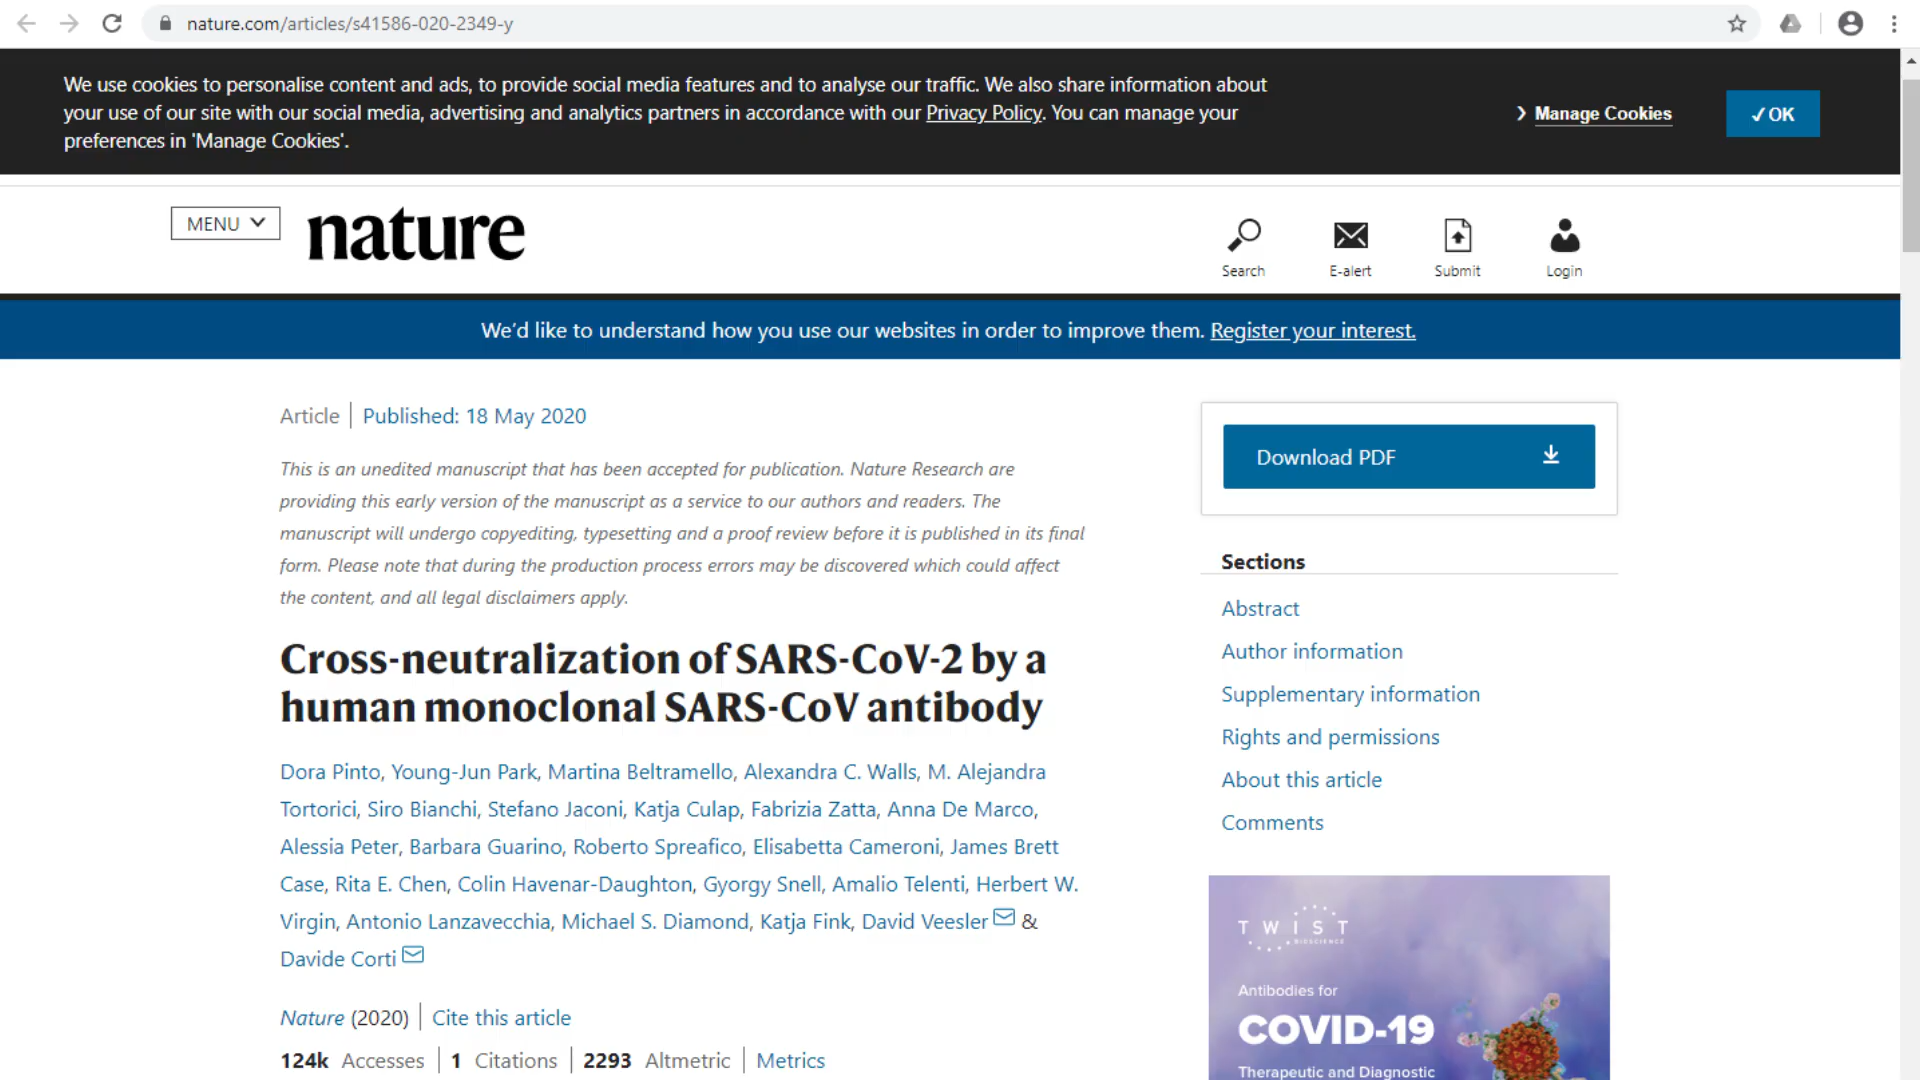 nature.com/articles/s41586-020-2349-y
We use cookies to personalise content and ads, to provide social media features and to analyse our traffic. We also share information about
your use of our site with our social media, advertising and analytics partners in accordance with our Privacy Policy. You can manage your
preferences in 'Manage Cookies'.
Manage Cookies
✓OK
MENU
nature
Search
E-alert
Submit
Login
We'd like to understand how you use our websites in order to improve them. Register your interest.
Article
Published: 18 May 2020
This is an unedited manuscript that has been accepted for publication. Nature Research are
providing this early version of the manuscript as a service to our authors and readers. The
manuscript will undergo copyediting, typesetting and a proof review before it is published in its final
form. Please note that during the production process errors may be discovered which could affect
the content, and all legal disclaimers apply.
Cross-neutralization of SARS-CoV-2 by a
human monoclonal SARS-CoV antibody
Dora Pinto, Young-Jun Park, Martina Beltramello, Alexandra C. Walls, M. Alejandra
Tortorici, Siro Bianchi, Stefano Jaconi, Katja Culap, Fabrizia Zatta, Anna De Marco,
Alessia Peter, Barbara Guarino, Roberto Spreafico, Elisabetta Cameroni, James Brett
Case, Rita E. Chen, Colin Havenar-Daughton, Gyorgy Snell, Amalio Telenti, Herbert W.
Virgin, Antonio Lanzavecchia, Michael S. Diamond, Katja Fink, David Veesler &
Davide Corti
Nature (2020)
Cite this article
124k Accesses
1 Citations
2293 Altmetric
Metrics
Download PDF
Sections
Abstract
Author information
Supplementary information
Rights and permissions
About this article
Comments
TWIST
BIOSCIENCE
Antibodies for
COVID-19
Therapeutic and Diagnostic